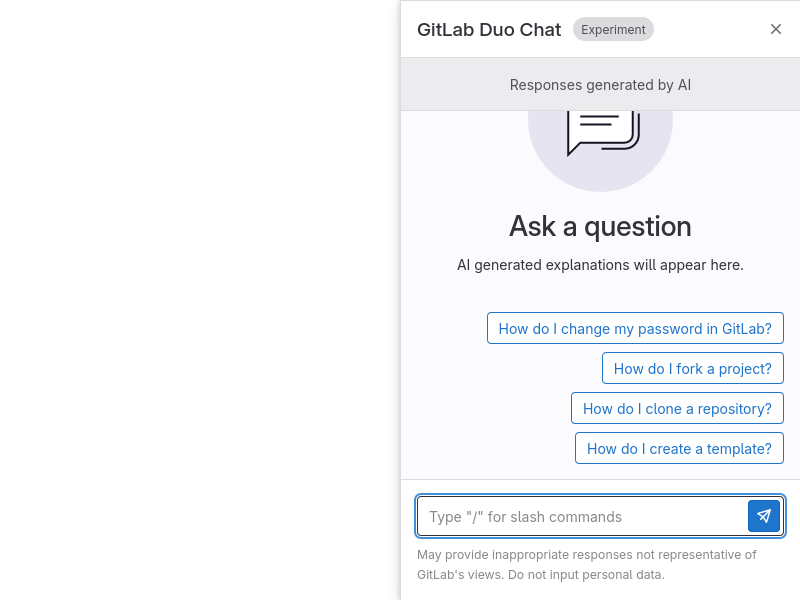 GitLab Duo Chat Experiment
Responses generated by AI
Ask a question
AI generated explanations will appear here.
How do I change my password in GitLab?
How do I fork a project?
How do I clone a repository?
How do I create a template?
Type "/" for slash commands
May provide inappropriate responses not representative of
GitLab's views. Do not input personal data.